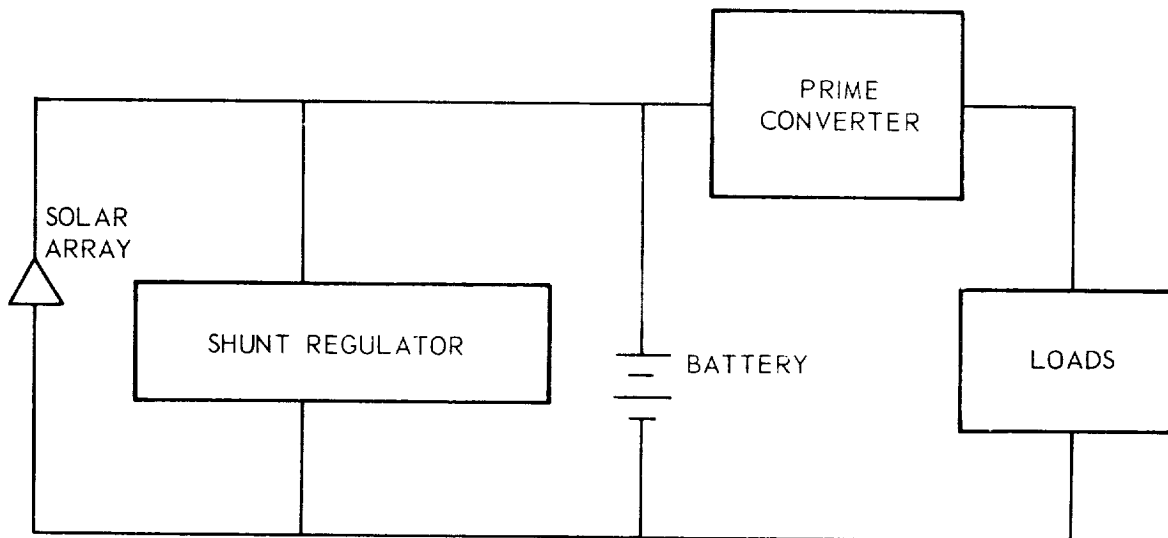 PRIME
CONVERTER
SOLAR
ARRAY
SHUNT REGULATOR
BATTERY
LOADS